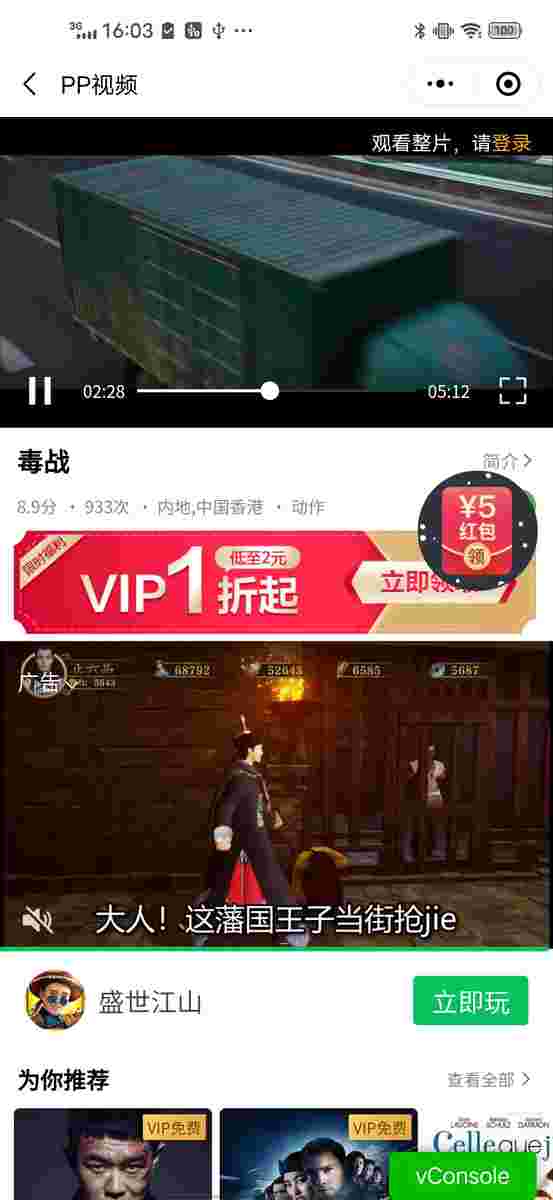 3G 16:03 100
PP视频
观看整片，请登录
02:28 05:12
毒战 简介
8.9分 · 933次 · 内地,中国香港 · 动作
¥5
红包
领
限时福利
VIP1折起
低至2元
立即领
广告
68792 52643 6585 5687
大人！这藩国王子当街抢jie
盛世江山 立即玩
为你推荐 查看全部
VIP免费 VIP免费
vConsole